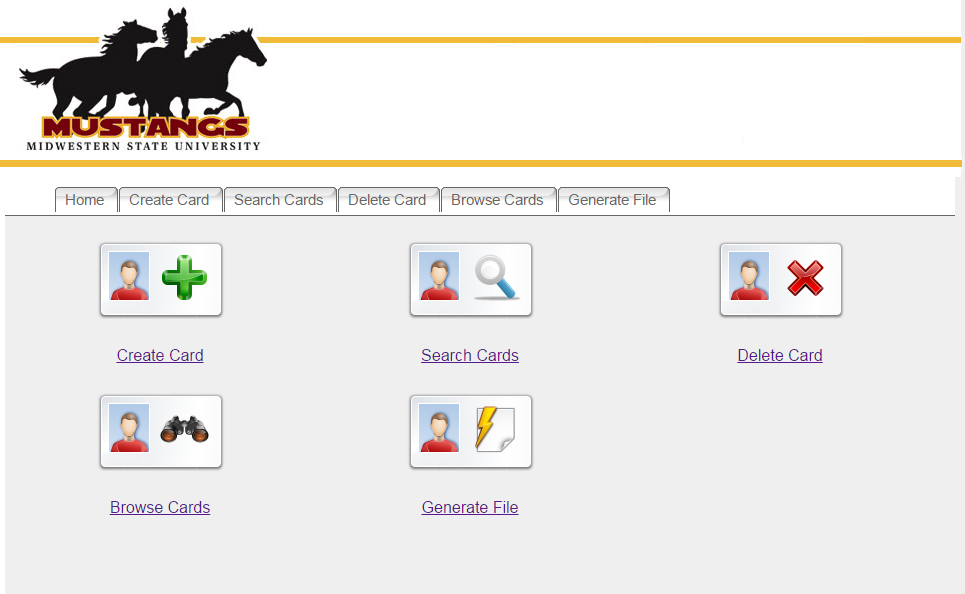 MUSTANGS
MIDWESTERN STATE UNIVERSITY
Home Create Card Search Cards Delete Card Browse Cards Generate File
Create Card Search Cards Delete Card
Browse Cards Generate File